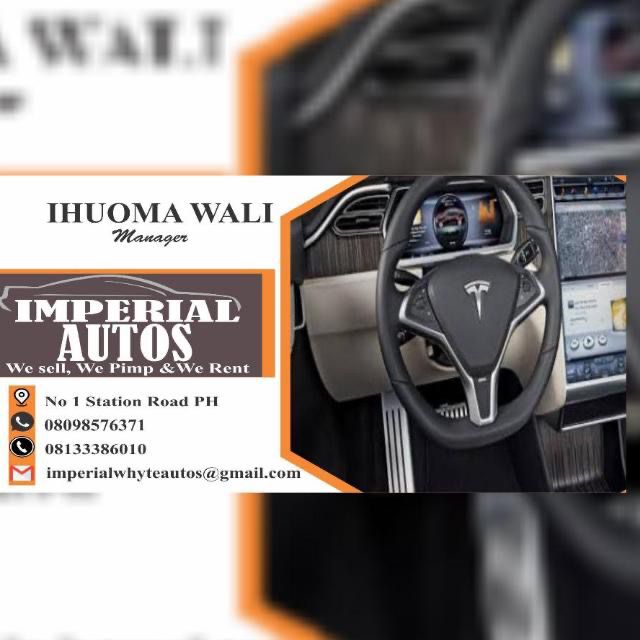 IHUOMA WALI
Manager
IMPERIAL
AUTOS
We sell, We Pimp & We Rent
No 1 Station Road PH
08098576371
08133386010
imperialwhyteautos@gmail.com